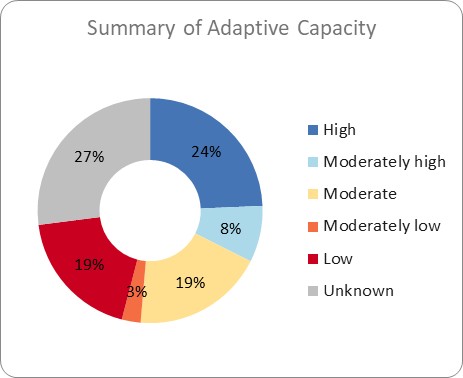 Summary of Adaptive Capacity
27%
24%
8%
19%
3%
19%
High
Moderately high
Moderate
Moderately low
Low
Unknown